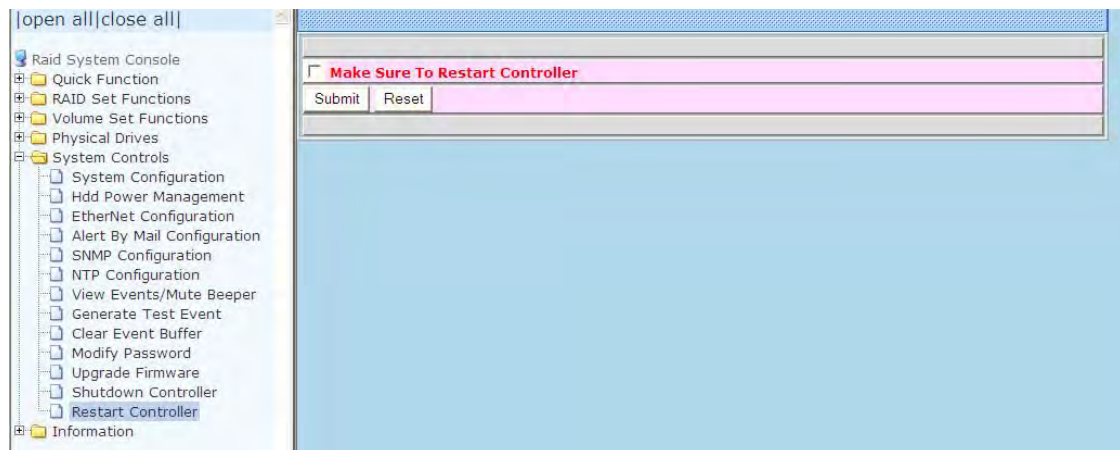 |open all|close all|
Raid System Console
Quick Function
RAID Set Functions
Volume Set Functions
Physical Drives
System Controls
System Configuration
Hdd Power Management
EtherNet Configuration
Alert By Mail Configuration
SNMP Configuration
NTP Configuration
View Events/Mute Beeper
Generate Test Event
Clear Event Buffer
Modify Password
Upgrade Firmware
Shutdown Controller
Restart Controller
Information
Make Sure To Restart Controller
Submit Reset